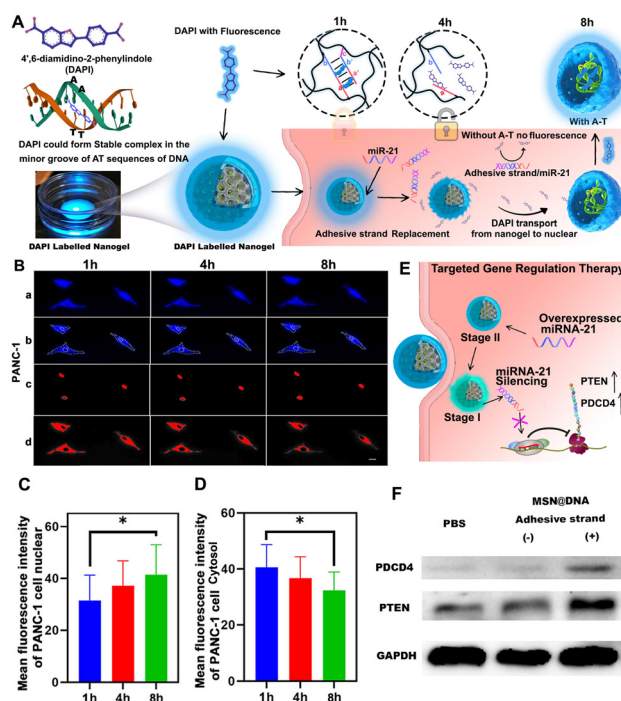 A
DAPI with Fluorescence
1h
4h
8h
4',6-diamidino-2-phenylindole
(DAPI)
A
A
T
T
DAPI could form Stable complex in the
minor groove of AT sequences of DNA
DAPI Labelled Nanogel
DAPI Labelled Nanogel
c
b
b'
a
a'
b
a
miR-21
Adhesive strand Replacement
With A-T
Without A-T no fluorescence
Adhesive strand/miR-21
DAPI transport
from nanogel to nuclear
B
1h
4h
8h
PANC-1
a
b
c
d
E
Targeted Gene Regulation Therapy
Stage II
Overexpressed
miRNA-21
miRNA-21
Silencing
Stage I
PTEN
PDCD4
C
Mean fluorescence intensity
of PANC-1 cell nuclear
60
40
20
0
*
1h
4h
8h
D
Mean fluorescence intensity
of PANC-1 cell Cytosol
60
40
20
0
*
1h
4h
8h
F
MSN@DNA
PBS
Adhesive strand
(-)
(+)
PDCD4
PTEN
GAPDH